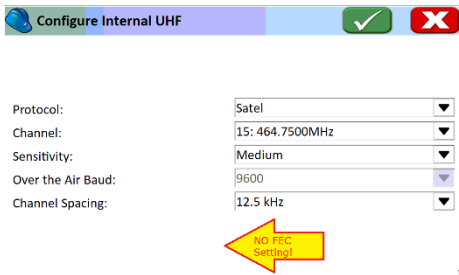 Configure Internal UHF
Protocol: Satel
Channel: 15: 464.7500MHz
Sensitivity: Medium
Over the Air Baud: 9600
Channel Spacing: 12.5 kHz
NO FEC
Setting!